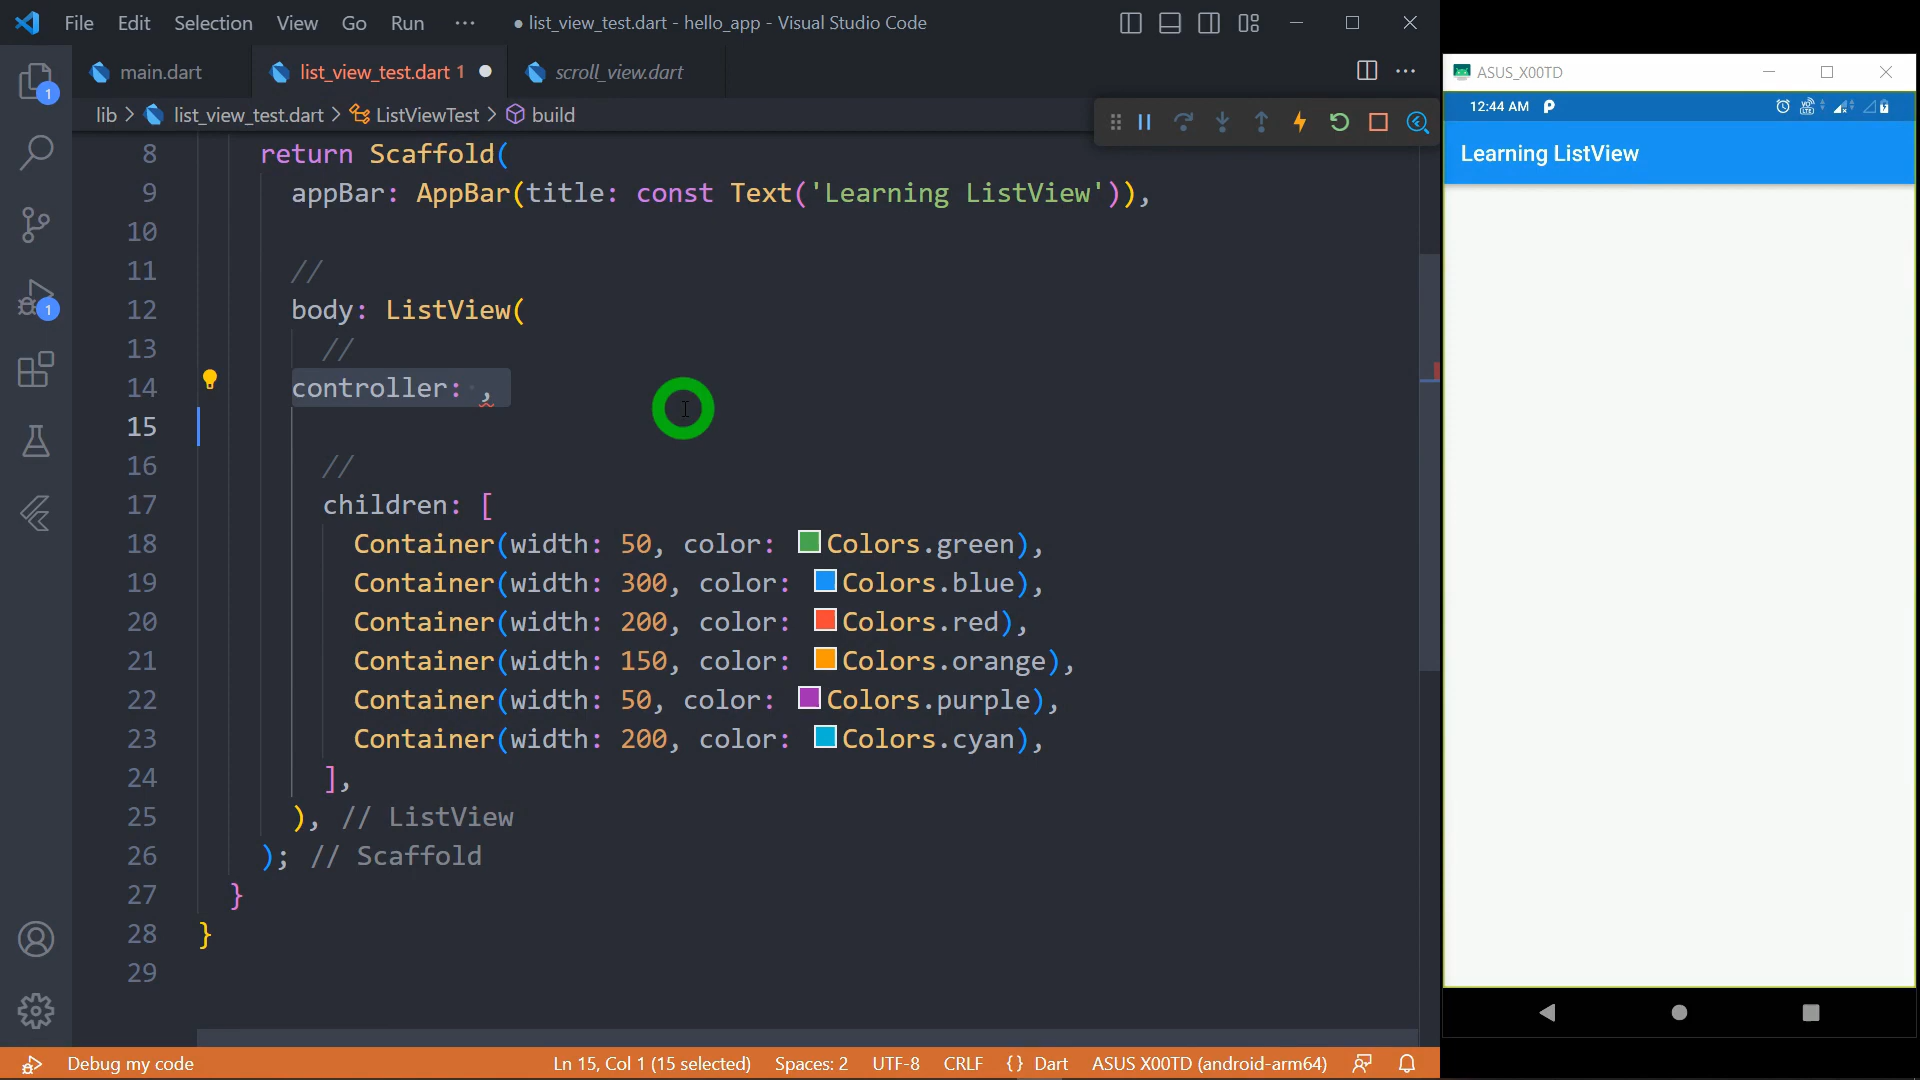 File Edit Selection View Go Run ··· ● list_view_test.dart - hello_app - Visual Studio Code
main.dart list_view_test.dart 1 ● scroll_view.dart
lib > list_view_test.dart > ListViewTest > build
8 return Scaffold(
9 appBar: AppBar(title: const Text('Learning ListView')),
10
11 //
12 body: ListView(
13 //
14 controller: ,
15
16 //
17 children: [
18 Container(width: 50, color: Colors.green),
19 Container(width: 300, color: Colors.blue),
20 Container(width: 200, color: Colors.red),
21 Container(width: 150, color: Colors.orange),
22 Container(width: 50, color: Colors.purple),
23 Container(width: 200, color: Colors.cyan),
24 ],
25 ), // ListView
26 ); // Scaffold
27 }
28 }
29
1
1
Debug my code Ln 15, Col 1 (15 selected) Spaces: 2 UTF-8 CRLF {} Dart ASUS X00TD (android-arm64)
ASUS_X00TD
12:44 AM
Learning ListView